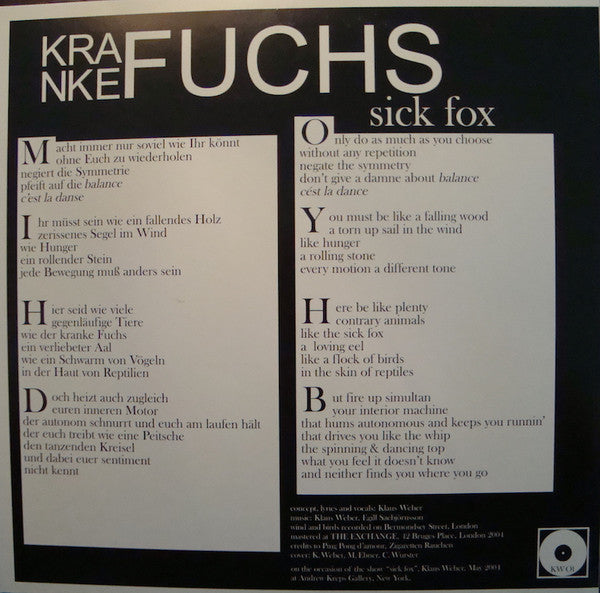 KRA
NKE FUCHS
sick fox
Macht immer nur soviel wie Ihr könnt
ohne Euch zu wiederholen
negiert die Symmetrie
pfeift auf die balance
c'est la danse
Ihr müsst sein wie ein fallendes Holz
zerissenes Segel im Wind
wie Hunger
ein rollender Stein
jede Bewegung muß anders sein
Hier seid wie viele
gegenläufige Tiere
wie der kranke Fuchs
ein verliebeter Aal
wie ein Schwarm von Vögeln
in der Haut von Reptilien
Doch heizt auch zugleich
euren inneren Motor
der autonom schnurrt und euch am laufen hält
der euch treibt wie eine Peitsche
den tanzenden Kreisel
und dabei euer sentiment
nicht kennt
Only do as much as you choose
without any repetition
negate the symmetry
don't give a damne about balance
cést la dance
You must be like a falling wood
a torn up sail in the wind
like hunger
a rolling stone
every motion a different tone
Here be like plenty
contrary animals
like the sick fox
a loving eel
like a flock of birds
in the skin of reptiles
But fire up simultan
your interior machine
that hums autonomous and keeps you runnin'
that drives you like the whip
the spinning & dancing top
what you feel it doesn't know
and neither finds you where you go
concept, lyrics and vocals: Klaus Weber
music: Klaus Weber, Egill Sæbjörnsson
wind and birds recorded on Bermondsey Street, London
mastered at THE EXCHANGE, 12 Bruges Place, London 2004
credits to Ping Pong d'amour, Zigaretten Rauchen
cover: K.Weber, M. Ebner, C. Wurster
on the occasion of the show "sick fox", Klaus Weber, May 2004
at Andrew Kreps Gallery, New York.
KW 01